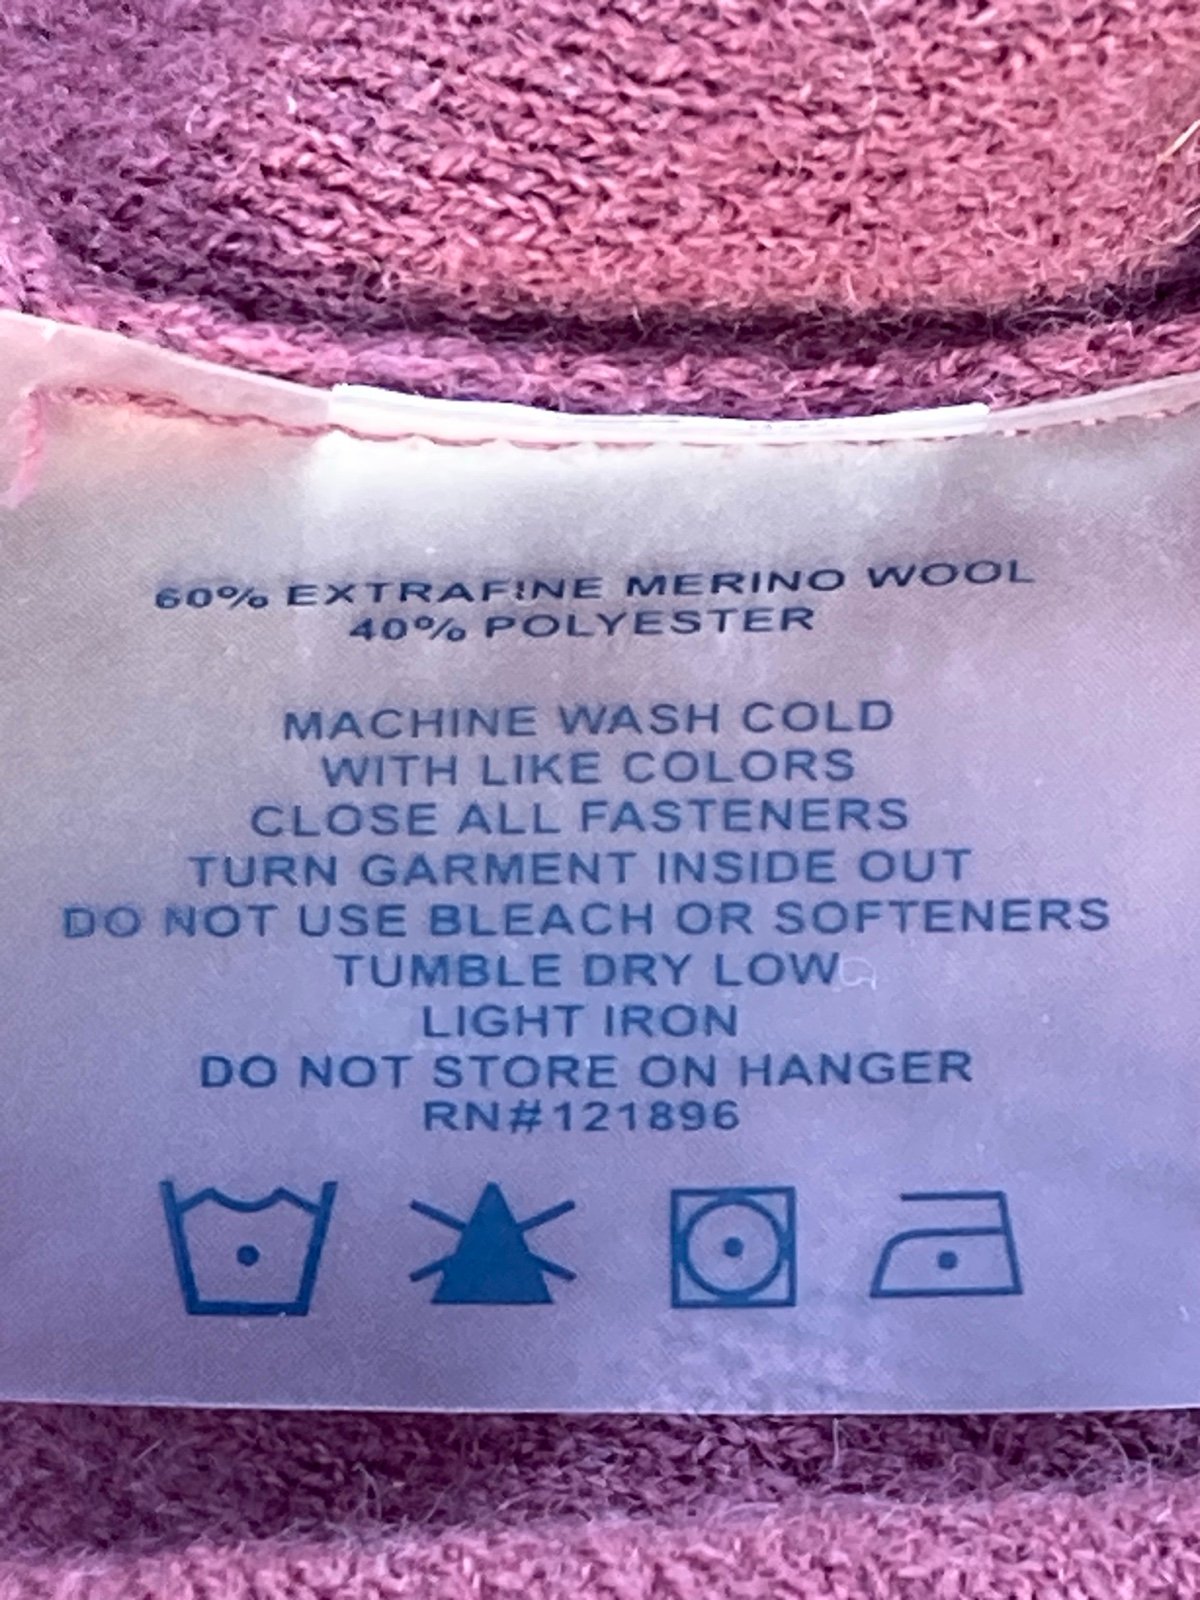 60% EXTRAFINE MERINO WOOL
40% POLYESTER
MACHINE WASH COLD
WITH LIKE COLORS
CLOSE ALL FASTENERS
TURN GARMENT INSIDE OUT
DO NOT USE BLEACH OR SOFTENERS
TUMBLE DRY LOW
LIGHT IRON
DO NOT STORE ON HANGER
RN#121896